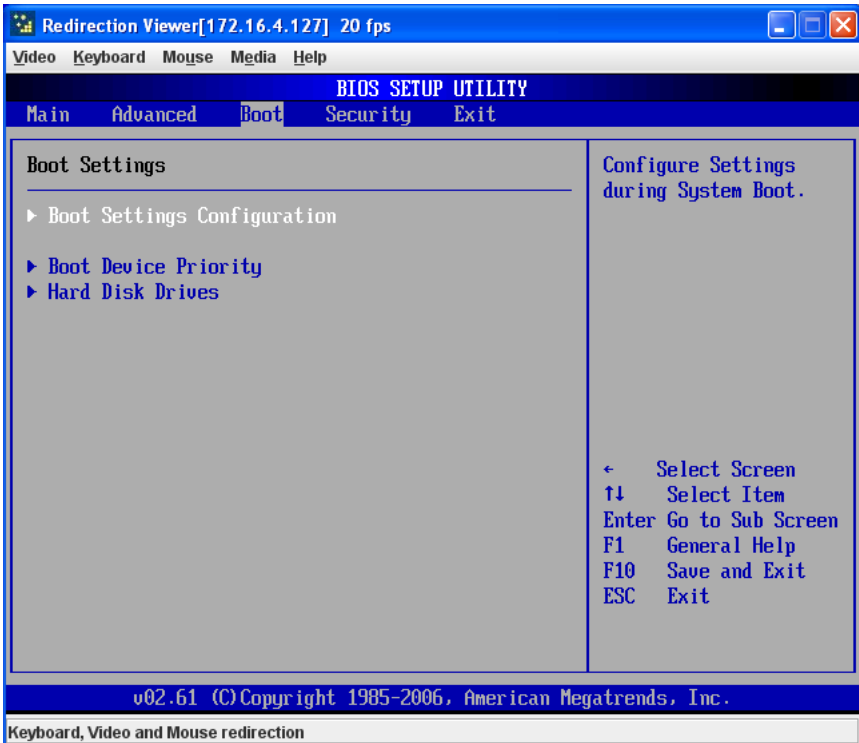 Redirection Viewer[172.16.4.127] 20 fps
Video Keyboard Mouse Media Help
BIOS SETUP UTILITY
Main Advanced Boot Security Exit
Boot Settings
Configure Settings
during System Boot.
▶ Boot Settings Configuration
▶ Boot Device Priority
▶ Hard Disk Drives
← Select Screen
↑↓ Select Item
Enter Go to Sub Screen
F1 General Help
F10 Save and Exit
ESC Exit
v02.61 (C)Copyright 1985-2006, American Megatrends, Inc.
Keyboard, Video and Mouse redirection